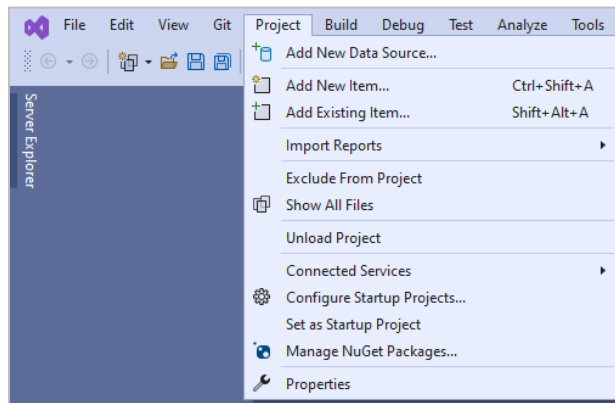 File Edit View Git Project Build Debug Test Analyze Tools
Add New Data Source...
Add New Item... Ctrl+Shift+A
Add Existing Item... Shift+Alt+A
Import Reports
Exclude From Project
Show All Files
Unload Project
Connected Services
Configure Startup Projects...
Set as Startup Project
Manage NuGet Packages...
Properties
Server Explorer